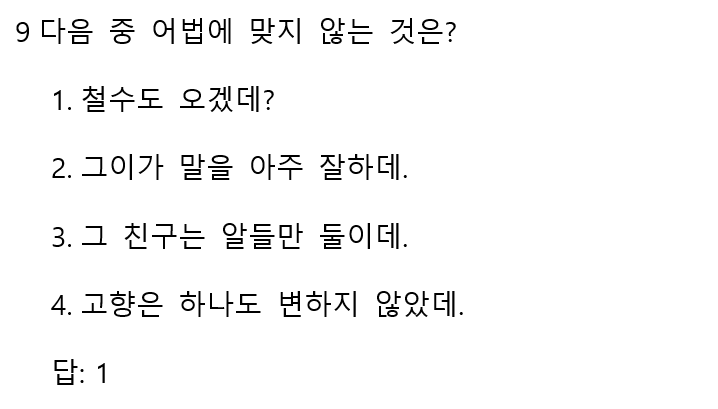 9 다음 중 어법에 맞지 않는 것은?
1. 철수도 오겠데?
2. 그이가 말을 아주 잘하데.
3. 그 친구는 알들만 둘이데.
4. 고향은 하나도 변하지 않았데.
답: 1